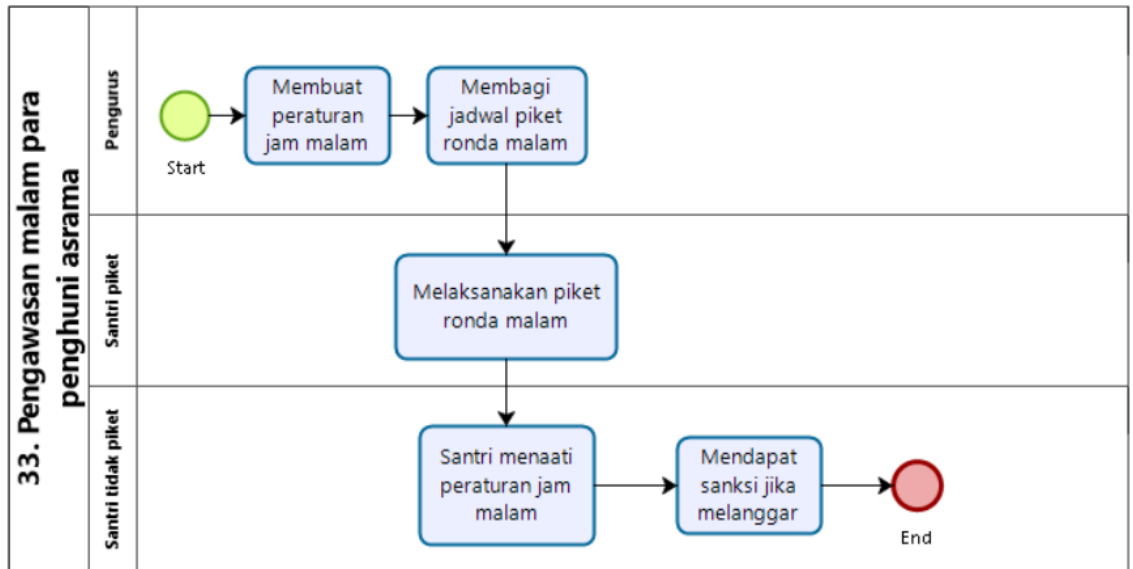 33. Pengawasan malam para
penghuni asrama
Pengurus
Start
Membuat
peraturan
jam malam
Membagi
jadwal piket
ronda malam
Santri piket
Melaksanakan piket
ronda malam
Santri tidak piket
Santri menaati
peraturan jam
malam
Mendapat
sanksi jika
melanggar
End